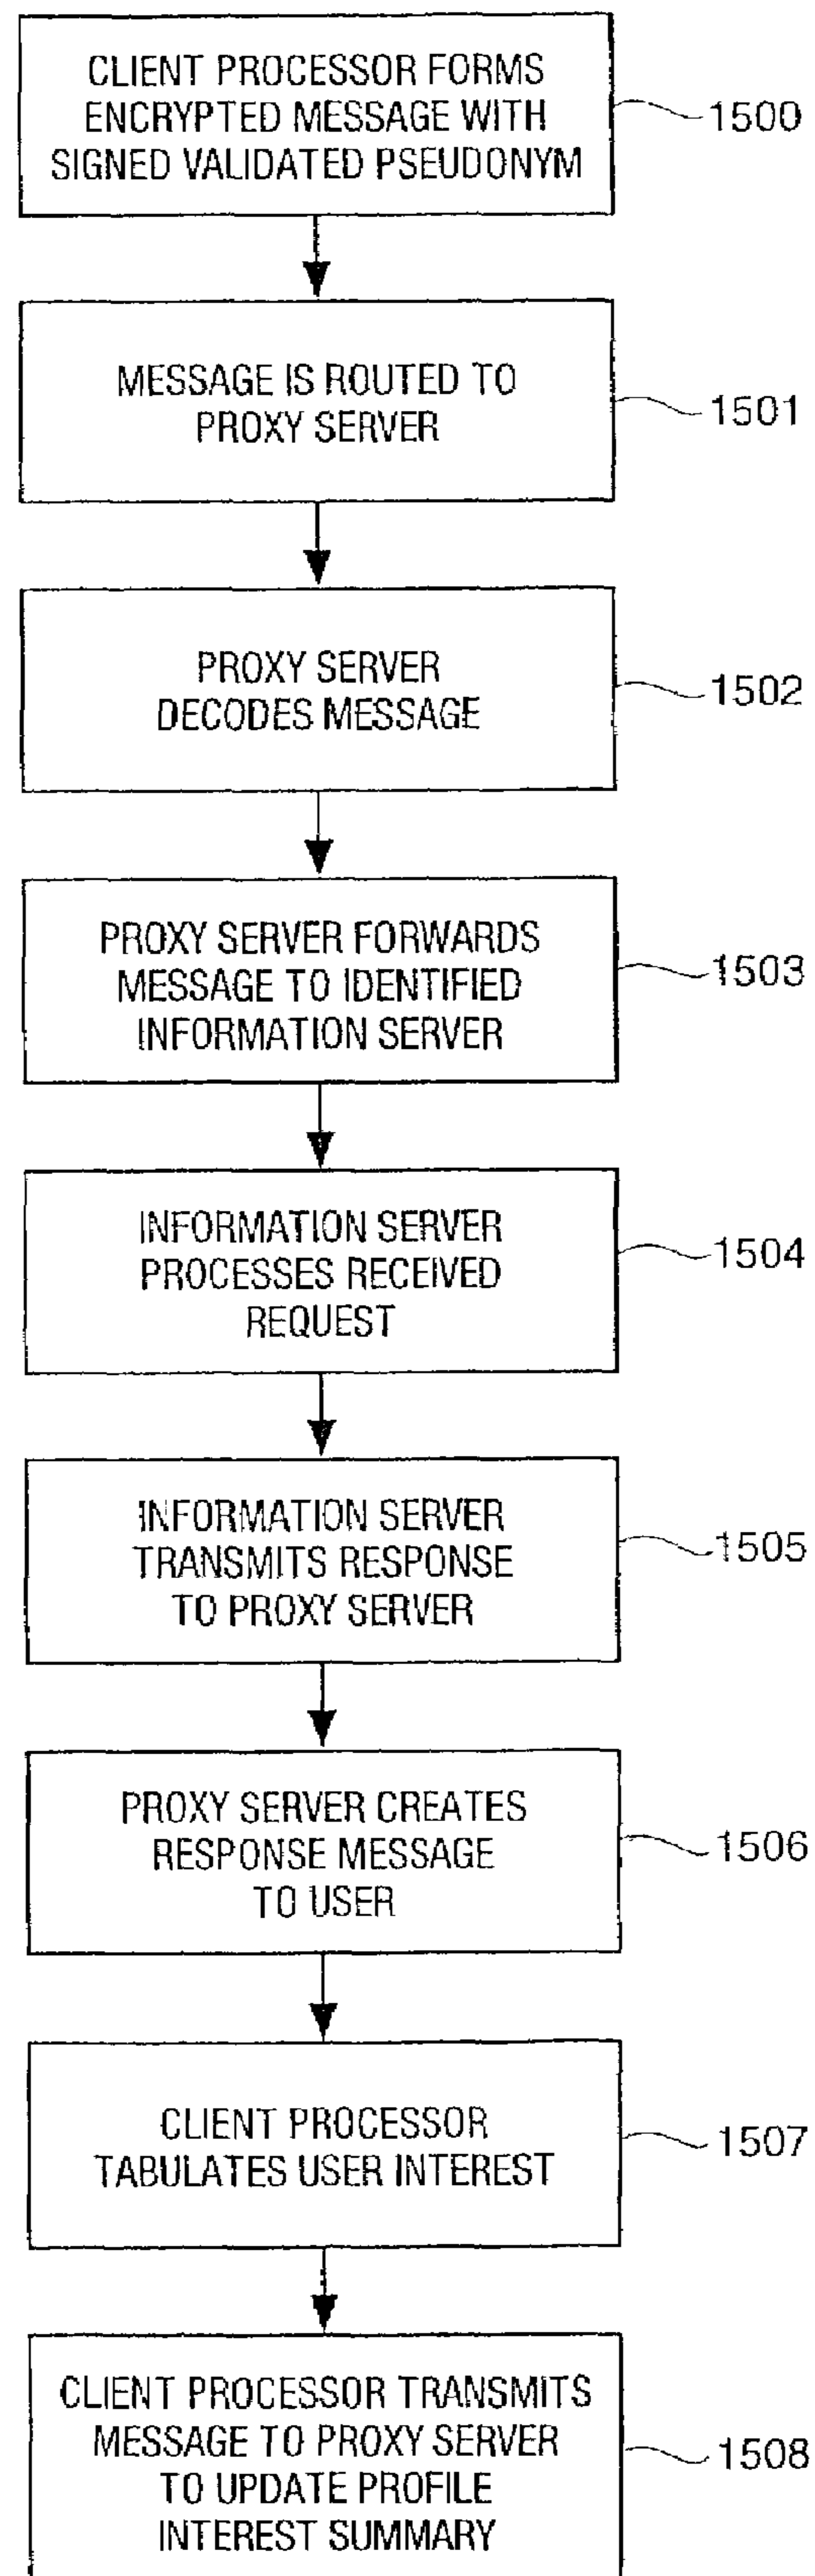 CLIENT PROCESSOR FORMS
ENCRYPTED MESSAGE WITH
SIGNED VALIDATED PSEUDONYM
1500
MESSAGE IS ROUTED TO
PROXY SERVER
1501
PROXY SERVER
DECODES MESSAGE
1502
PROXY SERVER FORWARDS
MESSAGE TO IDENTIFIED
INFORMATION SERVER
1503
INFORMATION SERVER
PROCESSES RECEIVED
REQUEST
1504
INFORMATION SERVER
TRANSMITS RESPONSE
TO PROXY SERVER
1505
PROXY SERVER CREATES
RESPONSE MESSAGE
TO USER
1506
CLIENT PROCESSOR
TABULATES USER INTEREST
1507
CLIENT PROCESSOR TRANSMITS
MESSAGE TO PROXY SERVER
TO UPDATE PROFILE
INTEREST SUMMARY
1508